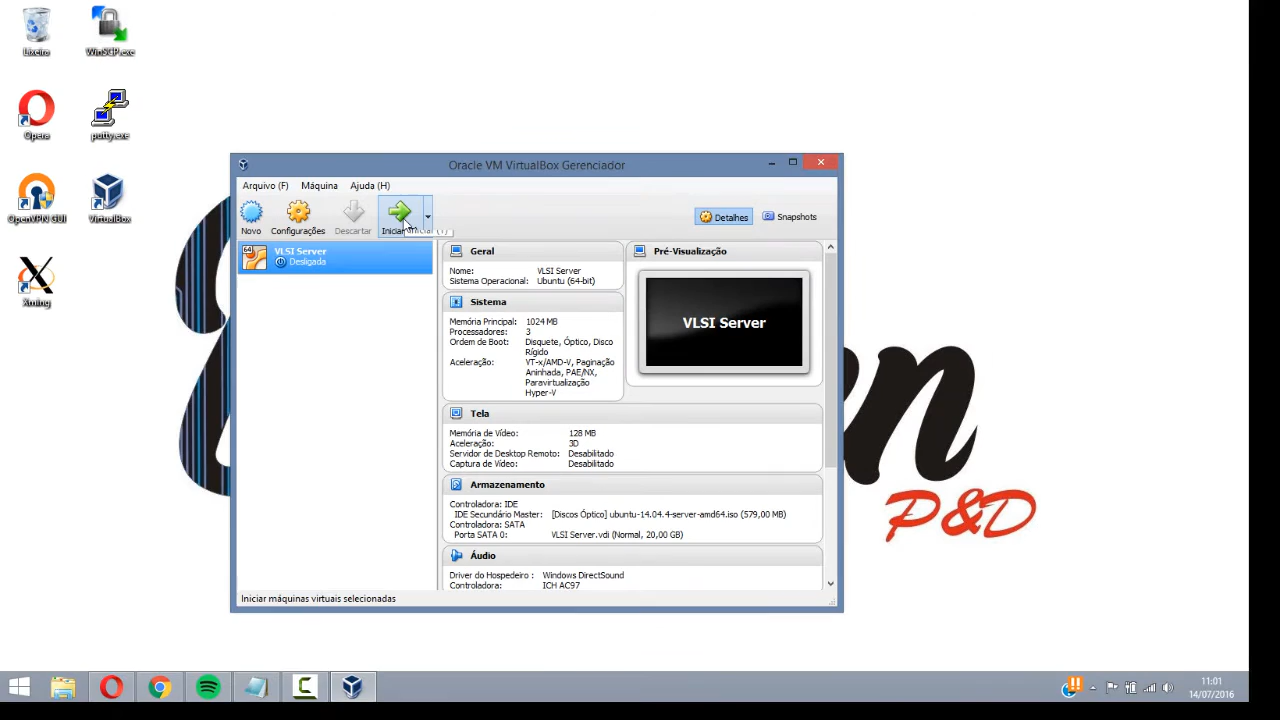 Lixeira
WinSCP.exe
Opera
putty.exe
OpenVPN GUI
VirtualBox
Xming
Oracle VM VirtualBox Gerenciador
Arquivo (F) Máquina Ajuda (H)
Novo Configurações Descartar Iniciar
Detalhes Snapshots
64
VLSI Server
Desligada
Geral
Nome: VLSI Server
Sistema Operacional: Ubuntu (64-bit)
Sistema
Memória Principal: 1024 MB
Processadores: 3
Ordem de Boot: Disquete, Óptico, Disco
Rígido
Aceleração: VT-x/AMD-V, Paginação
Aninhada, PAE/NX,
Paravirtualização
Hyper-V
Pré-Visualização
VLSI Server
Tela
Memória de Vídeo: 128 MB
Aceleração: 3D
Servidor de Desktop Remoto: Desabilitado
Captura de Vídeo: Desabilitado
Armazenamento
Controladora: IDE
IDE Secundário Master: [Discos Óptico] ubuntu-14.04.4-server-amd64.iso (579,00 MB)
Controladora: SATA
Porta SATA 0: VLSI Server.vdi (Normal, 20,00 GB)
Áudio
Driver do Hospedeiro : Windows DirectSound
Controladora: ICH AC97
Iniciar máquinas virtuais selecionadas
P&D
11:01
14/07/2016